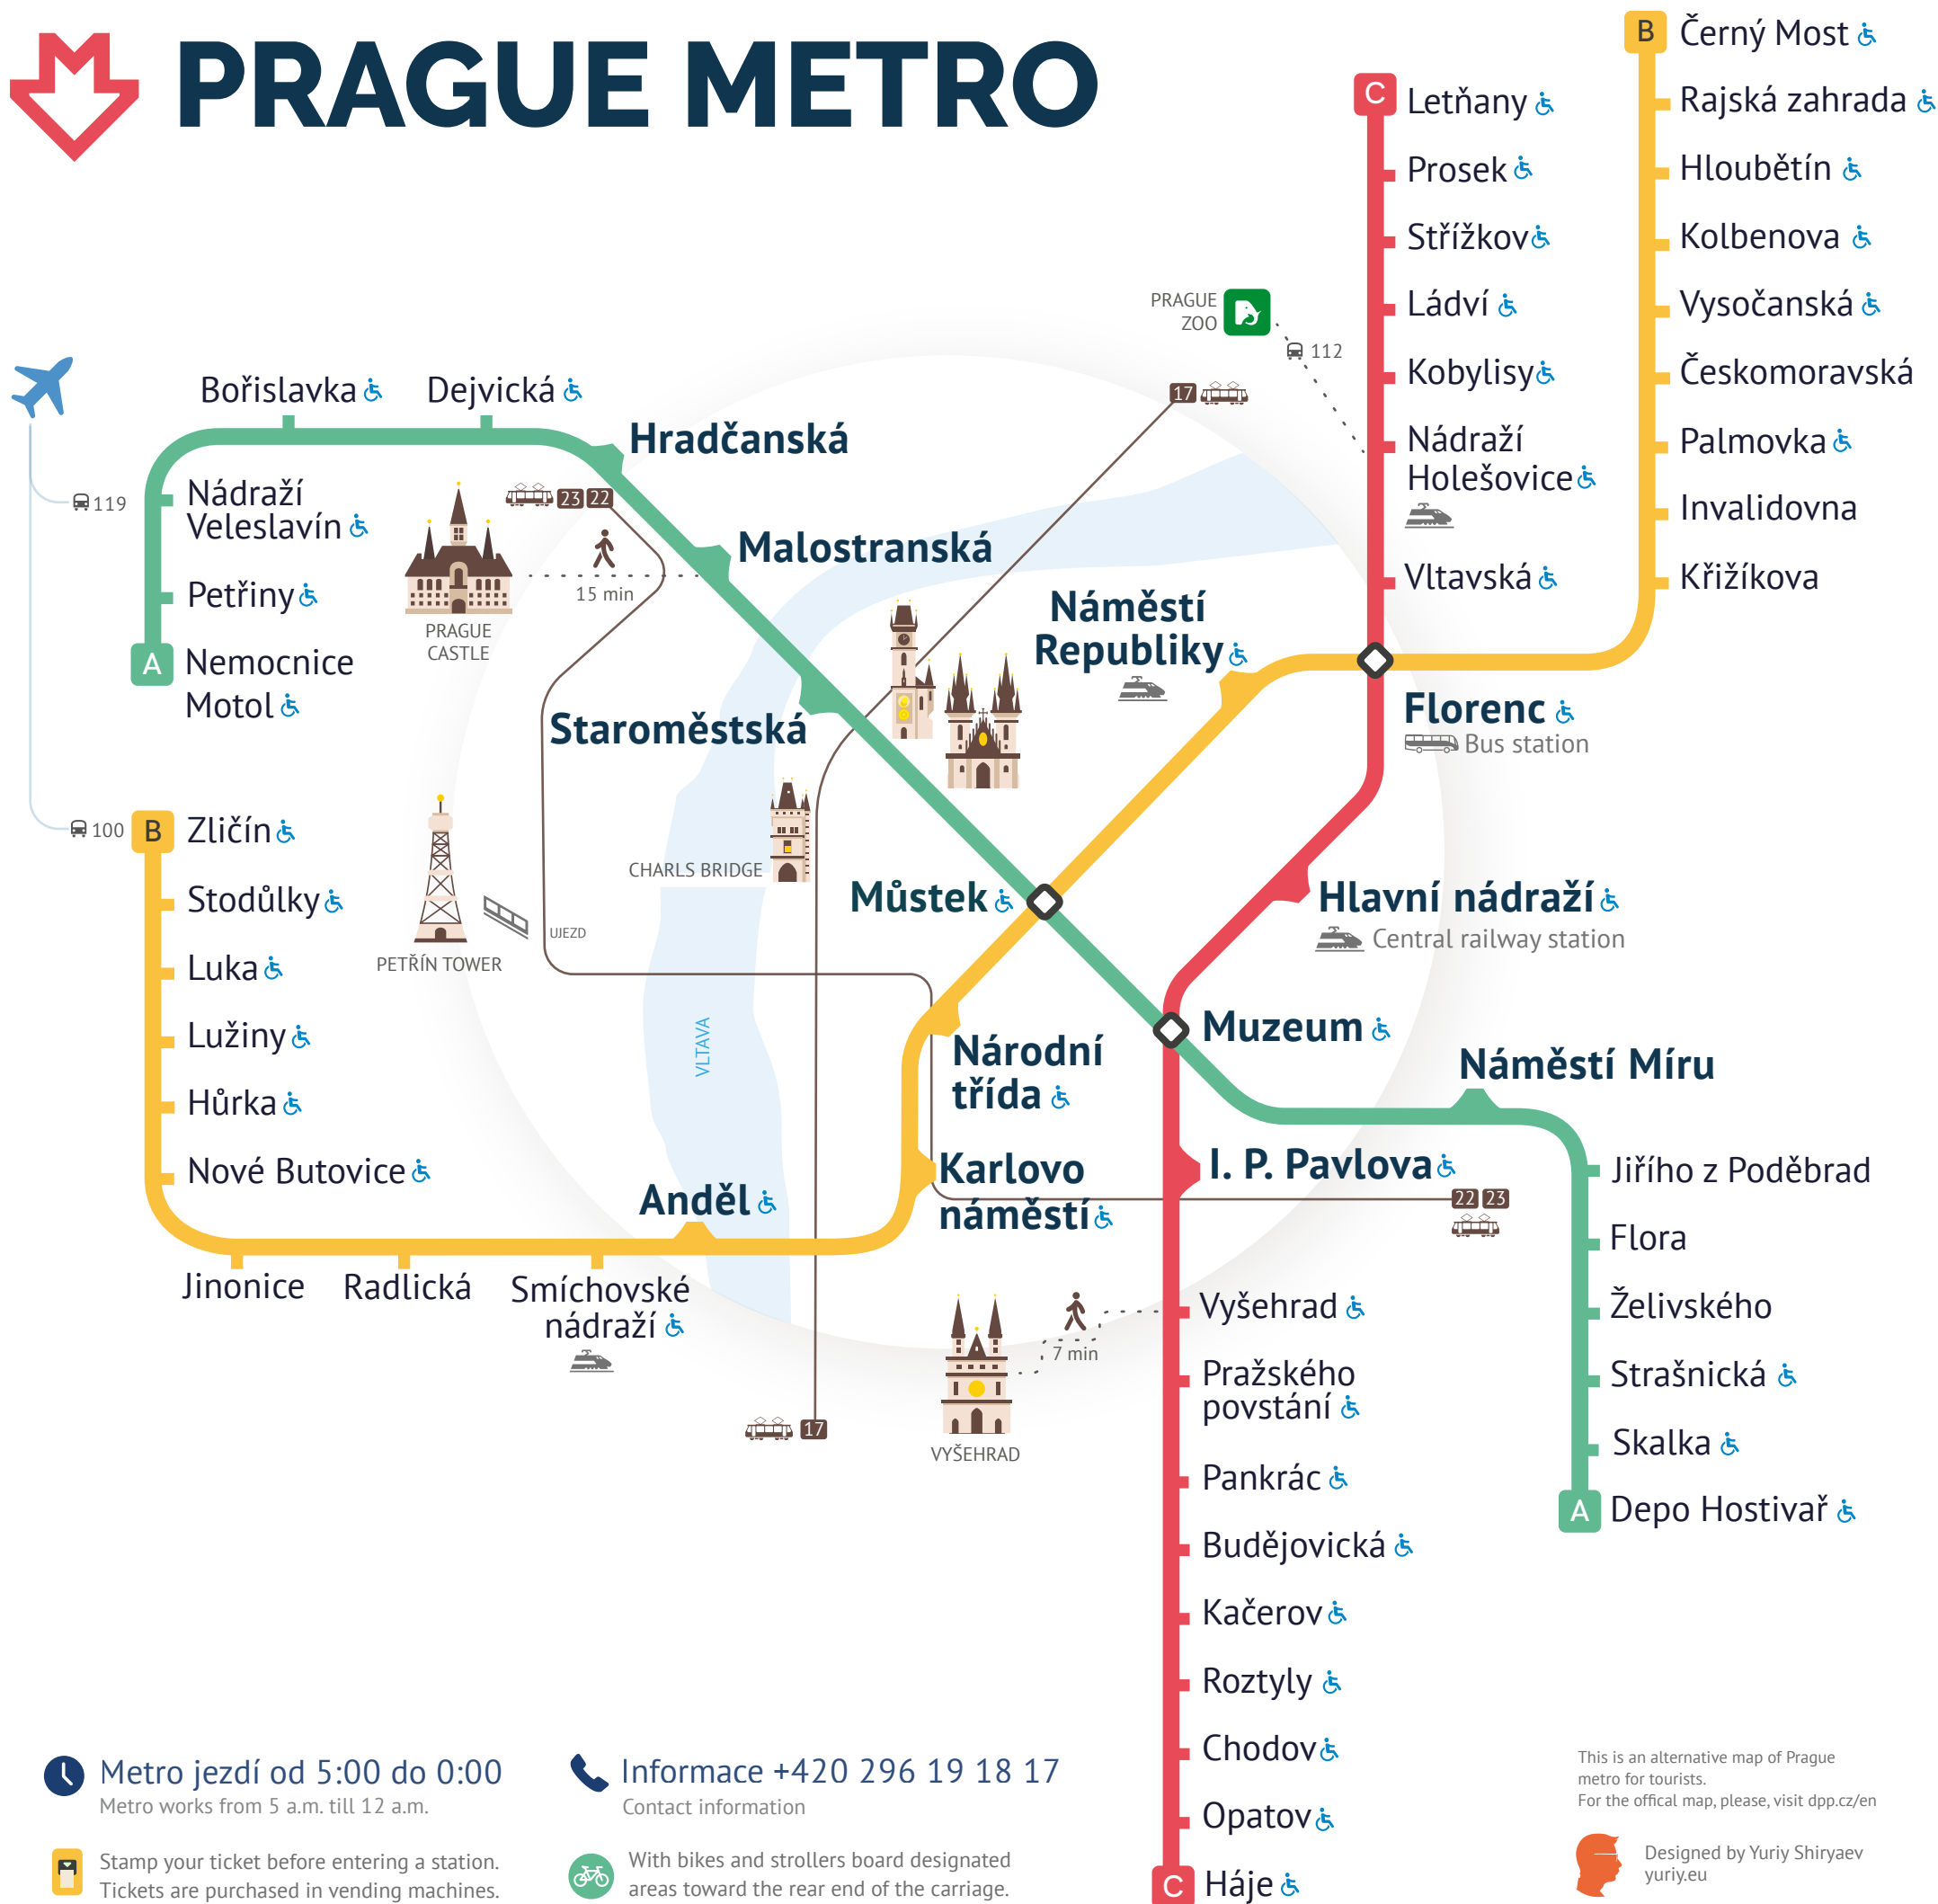 PRAGUE METRO
B
Černý Most
Rajská zahrada
Hloubětín
Kolbenova
Vysočanská
Českomoravská
Palmovka
Invalidovna
Křižíkova
C
Letňany
Prosek
Střížkov
Ládví
Kobylisy
Nádraží
Holešovice
Vltavská
PRAGUE
ZOO
112
17
Bořislavka
Dejvická
Hradčanská
119
Nádraží
Veleslavín
Petřiny
A
Nemocnice
Motol
23
22
15 min
PRAGUE
CASTLE
Malostranská
Staroměstská
Náměstí
Republiky
Florenc
Bus station
100
B
Zličín
Stodůlky
Luka
Lužiny
Hůrka
Nové Butovice
Jinonice
Radlická
Smíchovské
nádraží
Anděl
PETŘÍN TOWER
UJEZD
CHARLS BRIDGE
VLTAVA
Můstek
Hlavní nádraží
Central railway station
Muzeum
Národní
třída
Karlovo
náměstí
Náměstí Míru
I. P. Pavlova
22
23
Jiřího z Poděbrad
Flora
Želivského
Strašnická
Skalka
A
Depo Hostivař
17
VYŠEHRAD
7 min
Vyšehrad
Pražského
povstání
Pankrác
Budějovická
Kačerov
Roztyly
Chodov
Opatov
C
Háje
Metro jezdí od 5:00 do 0:00
Metro works from 5 a.m. till 12 a.m.
Stamp your ticket before entering a station.
Tickets are purchased in vending machines.
Informace +420 296 19 18 17
Contact information
With bikes and strollers board designated
areas toward the rear end of the carriage.
This is an alternative map of Prague
metro for tourists.
For the offical map, please, visit dpp.cz/en
Designed by Yuriy Shiryaev
yuriy.eu